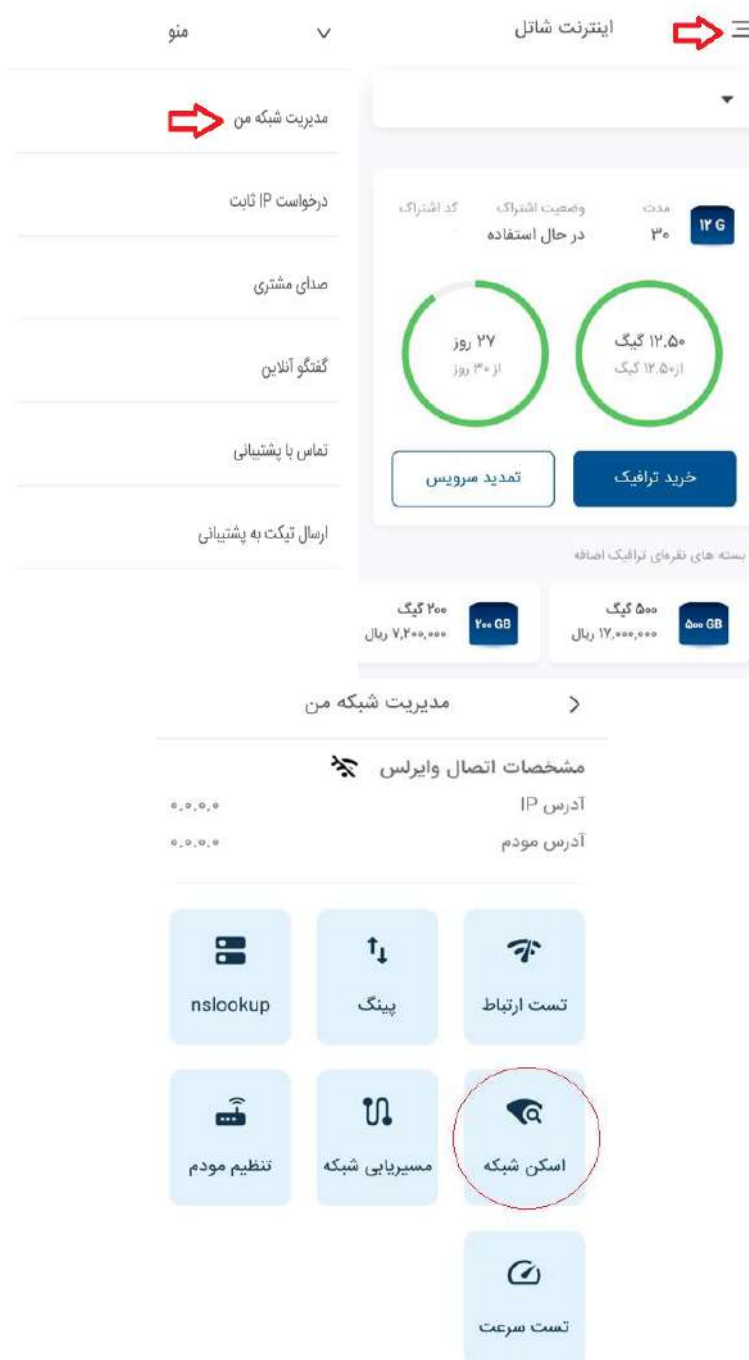 اینترنت شاتل
مدت
وضعیت اشتراک
کد اشتراک
۱۲ G
۳۰
در حال استفاده
۱۲.۵۰ گیگ
از ۱۲.۵۰ گیگ
۲۷ روز
از ۳۰ روز
خرید ترافیک
تمدید سرویس
بسته های نقره‌ای ترافیک اضافه
۵۰۰ GB
۵۰۰ گیگ
۱۷,۰۰۰,۰۰۰ ریال
۲۰۰ GB
۲۰۰ گیگ
۷,۲۰۰,۰۰۰ ریال
منو
مدیریت شبکه من
درخواست IP ثابت
صدای مشتری
گفتگو آنلاین
تماس با پشتیبانی
ارسال تیکت به پشتیبانی
مدیریت شبکه من
مشخصات اتصال وایرلس
آدرس IP ۰.۰.۰.۰
آدرس مودم ۰.۰.۰.۰
تست ارتباط
پینگ
nslookup
اسکن شبکه
مسیریابی شبکه
تنظیم مودم
تست سرعت